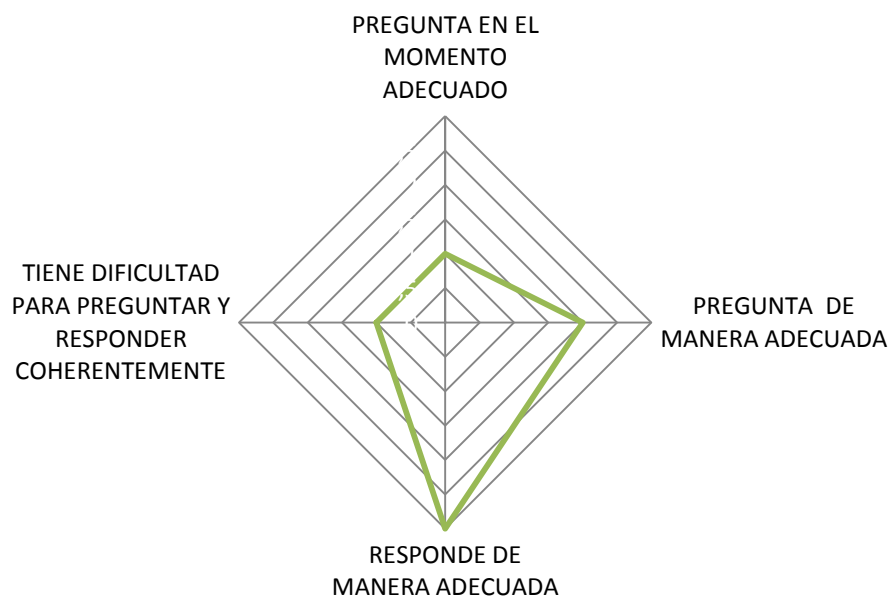 PREGUNTA EN EL
MOMENTO
ADECUADO
TIENE DIFICULTAD
PARA PREGUNTAR Y
RESPONDER
COHERENTEMENTE
PREGUNTA DE
MANERA ADECUADA
RESPONDE DE
MANERA ADECUADA